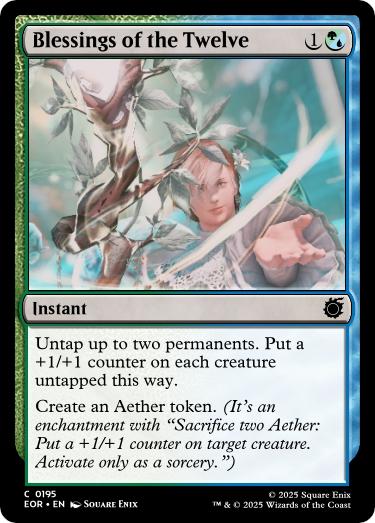 Blessings of the Twelve 1
Instant
Untap up to two permanents. Put a
+1/+1 counter on each creature
untapped this way.
Create an Aether token. (It's an
enchantment with “Sacrifice two Aether:
Put a +1/+1 counter on target creature.
Activate only as a sorcery.”)
C 0195
EOR • EN SQUARE ENIX
© 2025 Square Enix
™ & © 2025 Wizards of the Coast